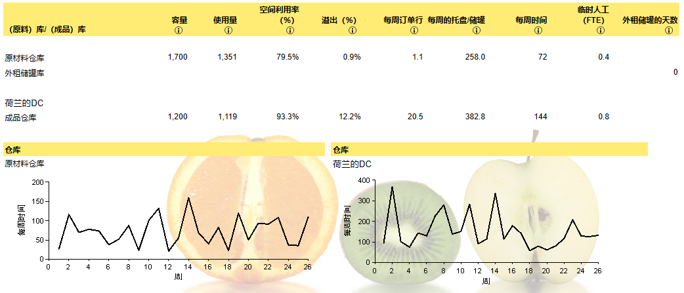 （原料）库/（成品）库 容量 使用量 空间利用率（%） 溢出（%） 每周订单行 每周的托盘/储罐 每周时间 临时人工（FTE） 外租储罐的天数
原材料仓库 1,700 1,351 79.5% 0.9% 1.1 258.0 72 0.4
外租储罐库 0
荷兰的DC
成品仓库 1,200 1,119 93.3% 12.2% 20.5 382.8 144 0.8
仓库
原材料仓库
每周时间
200
150
100
50
0
0 2 4 6 8 10 12 14 16 18 20 22 24 26
周
仓库
荷兰的DC
每周时间
400
300
200
100
0
0 2 4 6 8 10 12 14 16 18 20 22 24 26
周